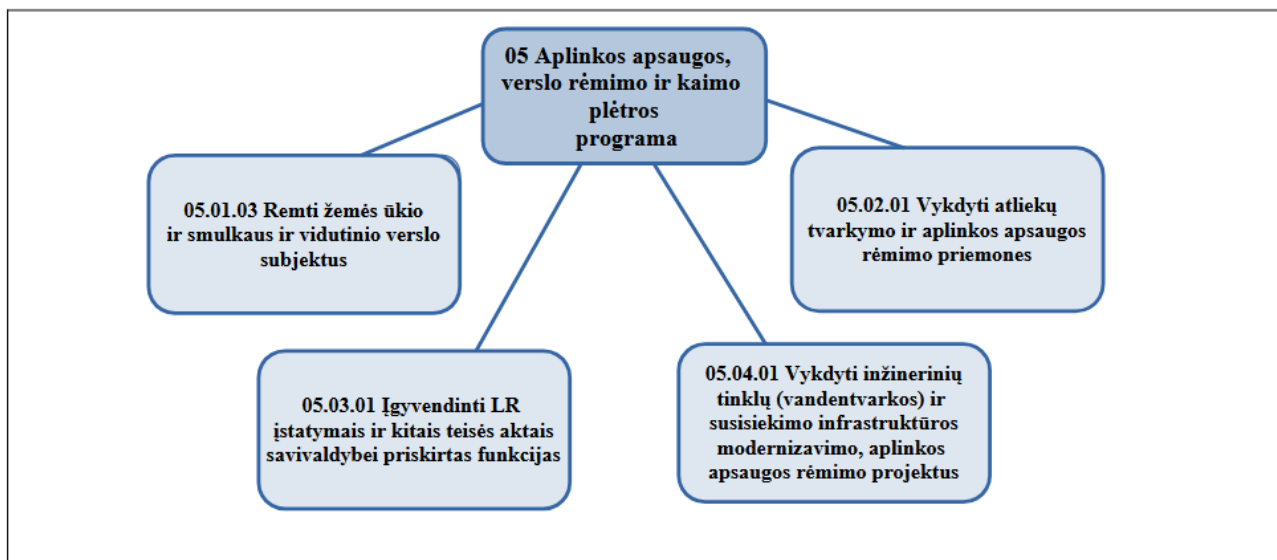 05 Aplinkos apsaugos,
verslo rėmimo ir kaimo
plėtros
programa
05.01.03 Remti žemės ūkio
ir smulkaus ir vidutinio verslo
subjektus
05.02.01 Vykdyti atliekų
tvarkymo ir aplinkos apsaugos
rėmimo priemones
05.03.01 Įgyvendinti LR
įstatymais ir kitais teisės aktais
savivaldybei priskirtas funkcijas
05.04.01 Vykdyti inžinerinių
tinklų (vandentvarkos) ir
susisiekimo infrastruktūros
modernizavimo, aplinkos
apsaugos rėmimo projektus